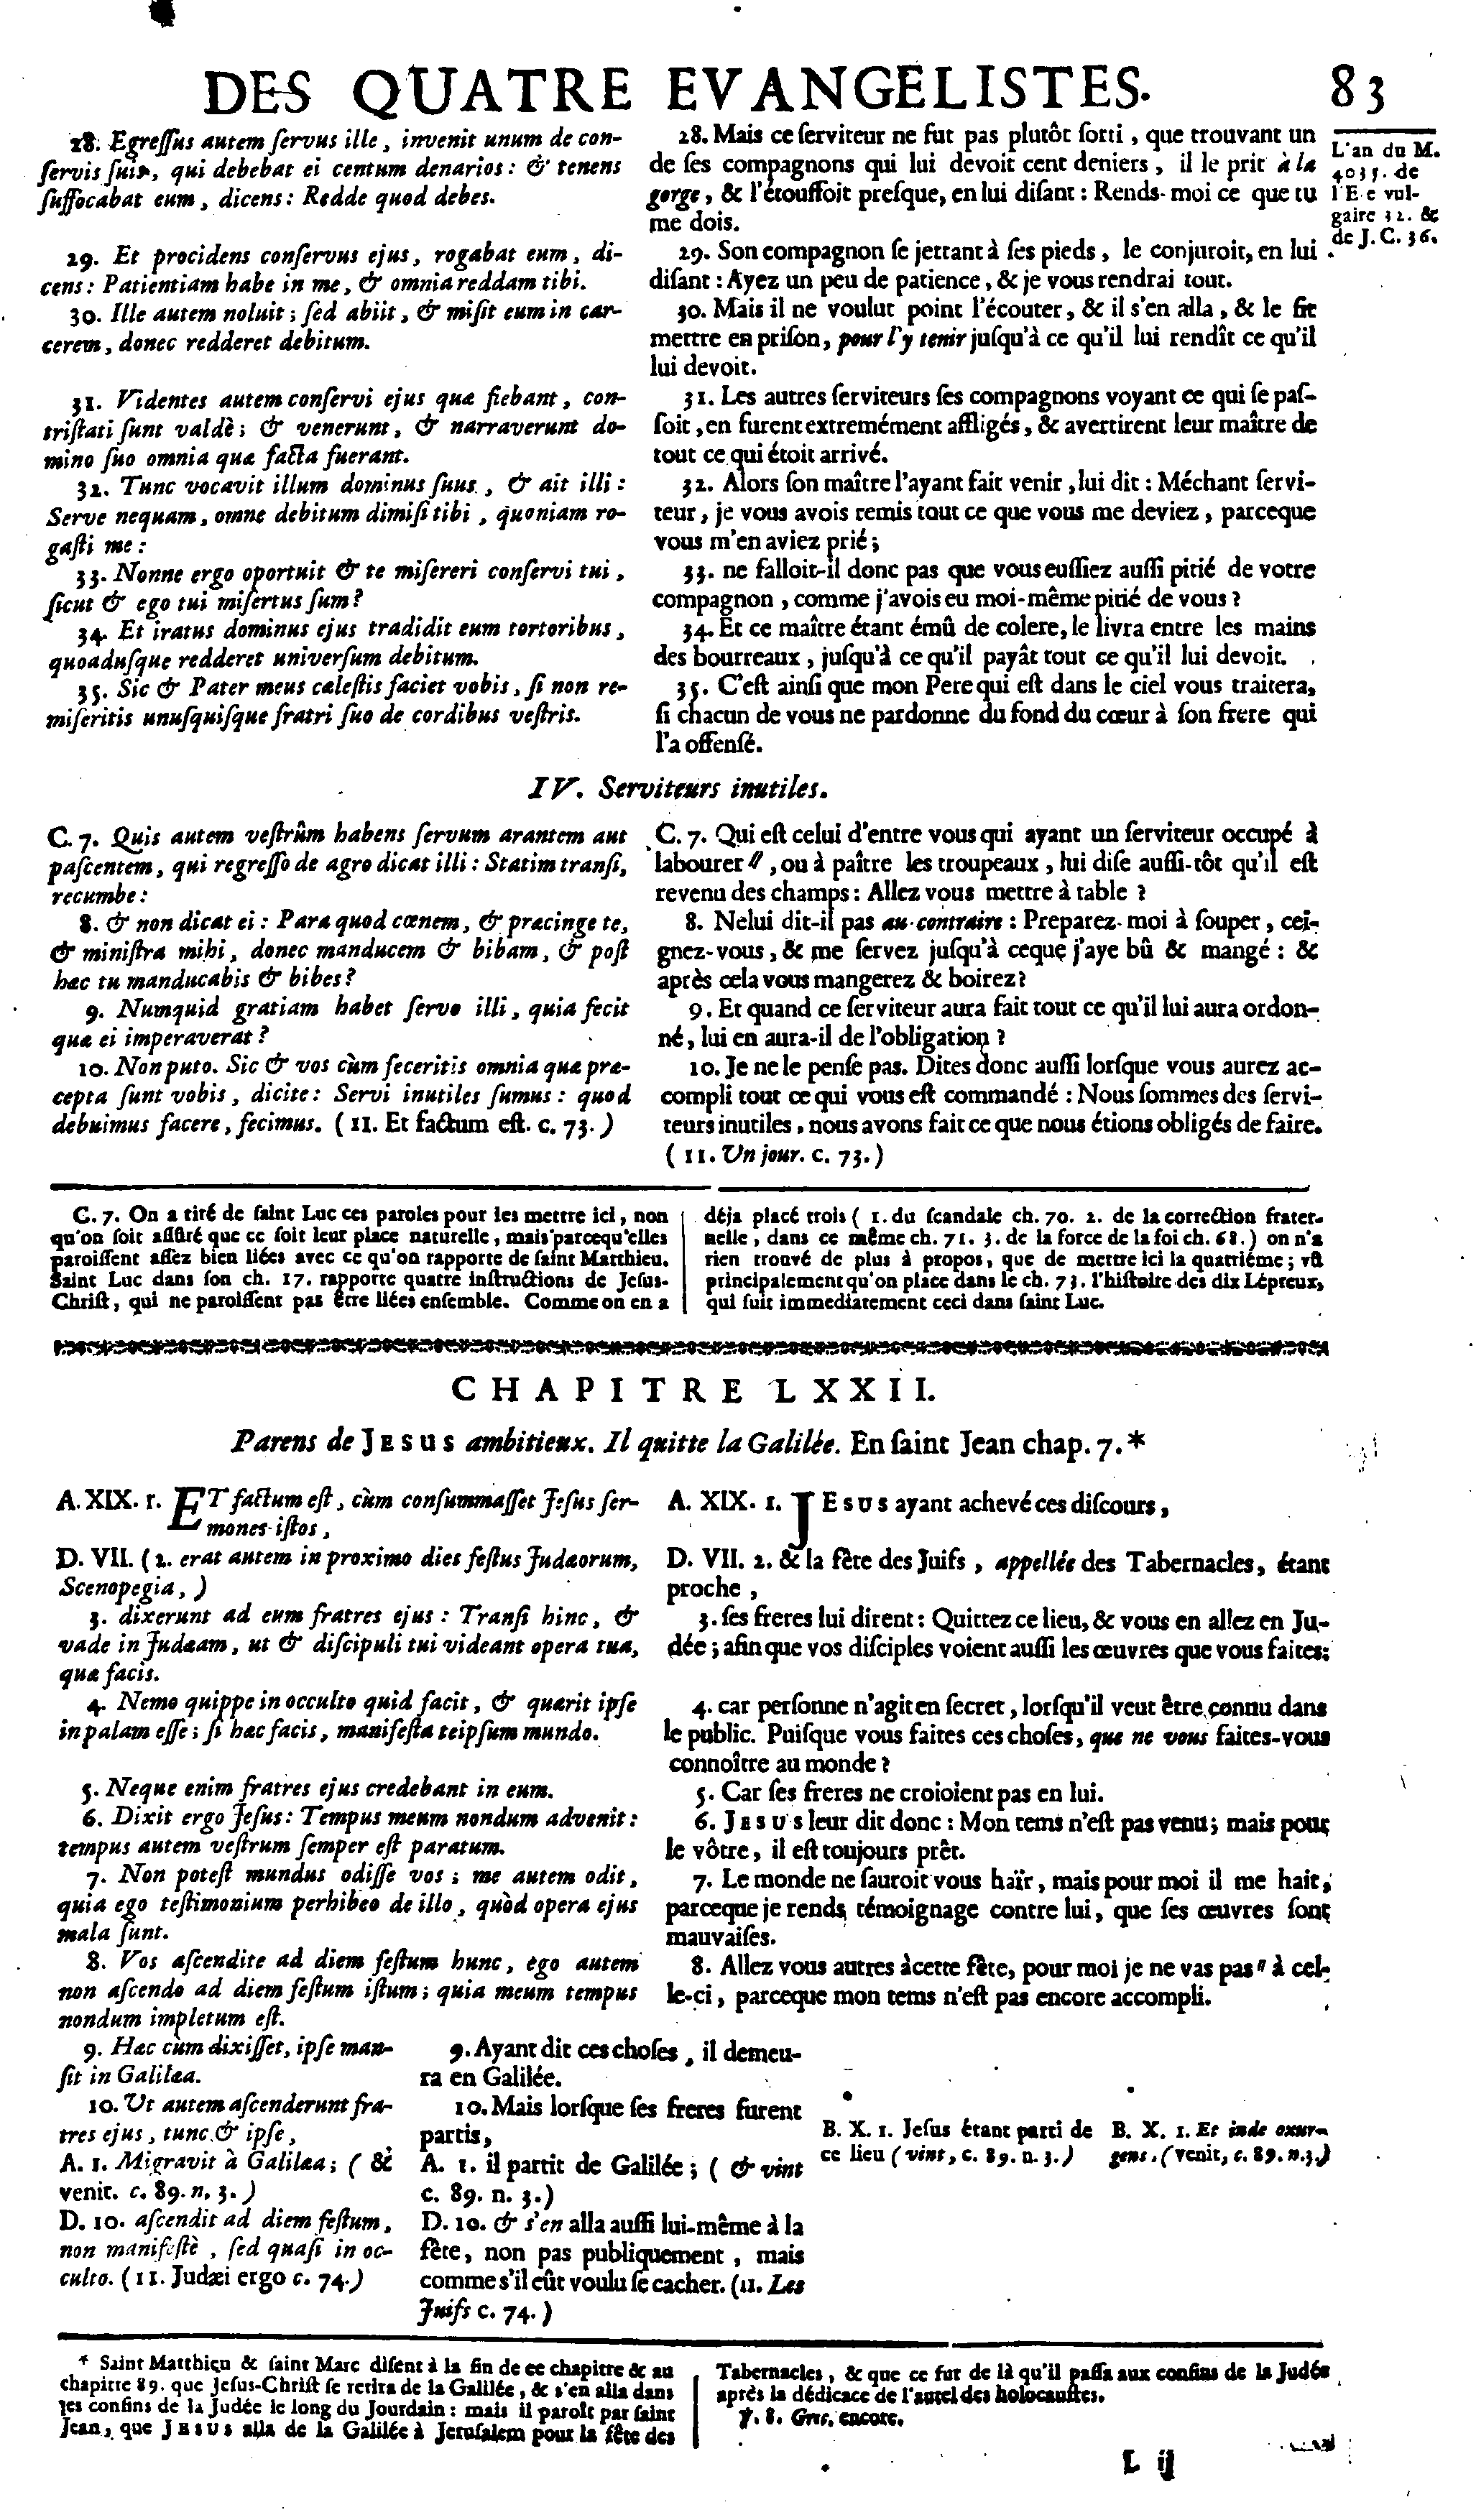 DES QUATRE EVANGELISTES.
83
28. Egreſſus autem ſervus ille, invenit unum de con-
ſervis ſuis, qui debebat ei centum denarios: & tenens
ſuffocabat eum, dicens: Redde quod debes.
29. Et procidens conſervus ejus, rogabat eum, di-
cens: Patientiam habe in me, & omnia reddam tibi.
30. Ille autem noluit; ſed abiit, & miſit eum in car-
cerem, donec redderet debitum.
31. Videntes autem conſervi ejus quæ fiebant, con-
triſtati ſunt valdè; & venerunt, & narraverunt do-
mino ſuo omnia quæ facta fuerant.
32. Tunc vocavit illum dominus ſuus, & ait illi:
Serve nequam, omne debitum dimiſi tibi, quoniam ro-
gaſti me:
33. Nonne ergo oportuit & te miſereri conſervi tui,
ſicut & ego tui miſertus ſum?
34. Et iratus dominus ejus tradidit eum tortoribus,
quoaduſque redderet univerſum debitum.
35. Sic & Pater meus cæleſtis faciet vobis, ſi non re-
miſeritis unuſquiſque fratri ſuo de cordibus veſtris.
28. Mais ce ſerviteur ne fut pas plutôt ſorti, que trouvant un
de ſes compagnons qui lui devoit cent deniers, il le prit à la
gorge, & l'étouffoit preſque, en lui diſant: Rends-moi ce que tu
me dois.
29. Son compagnon ſe jettant à ſes pieds, le conjuroit, en lui
diſant: Ayez un peu de patience, & je vous rendrai tout.
30. Mais il ne voulut point l'écouter, & il s'en alla, & le fit
mettre en priſon, pour l'y tenir juſqu'à ce qu'il lui rendît ce qu'il
lui devoit.
31. Les autres ſerviteurs ſes compagnons voyant ce qui ſe paſ-
ſoit, en furent extremément affligés, & avertirent leur maître de
tout ce qui étoit arrivé.
32. Alors ſon maître l'ayant fait venir, lui dit: Méchant ſervi-
teur, je vous avois remis tout ce que vous me deviez, parceque
vous m'en aviez prié;
33. ne falloit-il donc pas que vous euſſiez auſſi pitié de votre
compagnon, comme j'avois eu moi-même pitié de vous?
34. Et ce maître étant émû de colere, le livra entre les mains
des bourreaux, juſqu'à ce qu'il payât tout ce qu'il lui devoit.
35. C'eſt ainſi que mon Pere qui eſt dans le ciel vous traitera,
ſi chacun de vous ne pardonne du fond du cœur à ſon frere qui
l'a offenſé.
L'an du M.
4035. de
l'E e vul-
gaire 32. &
de J. C. 36.
IV. Serviteurs inutiles.
C. 7. Quis autem veſtrûm habens ſervum arantem aut
paſcentem, qui regreſſo de agro dicat illi: Statim tranſi,
recumbe:
8. & non dicat ei: Para quod cœnem, & præcinge te,
& miniſtra mihi, donec manducem & bibam, & poſt
hæc tu manducabis & bibes?
9. Numquid gratiam habet ſervo illi, quia fecit
quæ ei imperaverat?
10. Non puto. Sic & vos cùm feceritis omnia quæ præ-
cepta ſunt vobis, dicite: Servi inutiles ſumus: quod
debuimus facere, fecimus. (11. Et factum eſt. c. 73.)
C. 7. Qui eſt celui d'entre vous qui ayant un ſerviteur occupé à
labourer ″, ou à paître les troupeaux, lui diſe auſſi-tôt qu'il eſt
revenu des champs: Allez vous mettre à table?
8. Ne lui dit-il pas au-contraire: Preparez-moi à ſouper, cei-
gnez-vous, & me ſervez juſqu'à ce que j'aye bû & mangé: &
après cela vous mangerez & boirez?
9. Et quand ce ſerviteur aura fait tout ce qu'il lui aura ordon-
né, lui en aura-il de l'obligation?
10. Je ne le penſe pas. Dites donc auſſi lorſque vous aurez ac-
compli tout ce qui vous eſt commandé: Nous ſommes des ſervi-
teurs inutiles, nous avons fait ce que nous étions obligés de faire.
(11. Un jour. c. 73.)
C. 7. On a tiré de ſaint Luc ces paroles pour les mettre ici, non
qu'on ſoit aſſûré que ce ſoit leur place naturelle, mais parcequ'elles
paroiſſent aſſez bien liées avec ce qu'on rapporte de ſaint Matthieu.
Saint Luc dans ſon ch. 17. rapporte quatre inſtructions de Jeſus-
Chriſt, qui ne paroiſſent pas être liées enſemble. Comme on en a
déja placé trois (1. du ſcandale ch. 70. 2. de la correction frater-
nelle, dans ce même ch. 71. 3. de la force de la foi ch. 68.) on n'a
rien trouvé de plus à propos, que de mettre ici la quatriéme; vû
principalement qu'on place dans le ch. 73. l'hiſtoire des dix Lépreux,
qui ſuit immediatement ceci dans ſaint Luc.
CHAPITRE LXXII.
Parens de JESUS ambitieux. Il quitte la Galilée. En ſaint Jean chap. 7.*
A. XIX. 1. ET factum eſt, cùm conſummaſſet Jeſus ſer-
mones iſtos,
D. VII. (2. erat autem in proximo dies feſtus Judæorum,
Scenopegia,)
3. dixerunt ad eum fratres ejus: Tranſi hinc, &
vade in Judæam, ut & diſcipuli tui videant opera tua,
quæ facis.
4. Nemo quippe in occulto quid facit, & quærit ipſe
in palam eſſe; ſi hæc facis, manifeſta teipſum mundo.
5. Neque enim fratres ejus credebant in eum.
6. Dixit ergo Jeſus: Tempus meum nondum advenit:
tempus autem veſtrum ſemper eſt paratum.
7. Non poteſt mundus odiſſe vos; me autem odit,
quia ego teſtimonium perhibeo de illo, quòd opera ejus
mala ſunt.
8. Vos aſcendite ad diem feſtum hunc, ego autem
non aſcendo ad diem feſtum iſtum; quia meum tempus
nondum impletum eſt.
A. XIX. 1. JESUS ayant achevé ces diſcours,
D. VII. 2. & la fête des Juifs, appellée des Tabernacles, étant
proche,
3. ſes freres lui dirent: Quittez ce lieu, & vous en allez en Ju-
dée; afin que vos diſciples voient auſſi les œuvres que vous faites:
4. car perſonne n'agit en ſecret, lorſqu'il veut être connu dans
le public. Puiſque vous faites ces choſes, que ne vous faites-vous
connoître au monde?
5. Car ſes freres ne croioient pas en lui.
6. JESUS leur dit donc: Mon tems n'eſt pas venu; mais pour
le vôtre, il eſt toujours prêt.
7. Le monde ne ſauroit vous haïr, mais pour moi il me hait,
parceque je rends témoignage contre lui, que ſes œuvres ſont
mauvaiſes.
8. Allez vous autres à cette fête, pour moi je ne vas pas ″ à cel-
le-ci, parceque mon tems n'eſt pas encore accompli.
9. Hæc cùm dixiſſet, ipſe man-
ſit in Galilæa.
10. Ut autem aſcenderunt fra-
tres ejus, tunc & ipſe,
A. 1. Migravit à Galilæa; (&
venit. c. 89. n. 3.)
D. 10. aſcendit ad diem feſtum,
non manifeſtè, ſed quaſi in oc-
culto. (11. Judæi ergo c. 74.)
9. Ayant dit ces choſes, il demeu-
ra en Galilée.
10. Mais lorſque ſes freres furent
partis,
A. 1. il partit de Galilée; (& vint
c. 89. n. 3.)
D. 10. & s'en alla auſſi lui-même à la
fête, non pas publiquement, mais
comme s'il eût voulu ſe cacher. (11. Les
Juifs c. 74.)
B. X. 1. Jeſus étant parti de
ce lieu (vint, c. 89. n. 3.)
B. X. 1. Et inde exur-
gens, (venit, c. 89. n. 3.)
* Saint Matthieu & ſaint Marc diſent à la fin de ce chapitre & au
chapitre 89. que Jeſus-Chriſt ſe retira de la Galilée, & s'en alla dans
les confins de la Judée le long du Jourdain: mais il paroît par ſaint
Jean, que JESUS alla de la Galilée à Jeruſalem pour la fête des
Tabernacles, & que ce fut de là qu'il paſſa aux confins de la Judée
après la dédicace de l'autel des holocauſtes.
℣. 8. Grec, encore.
L ij